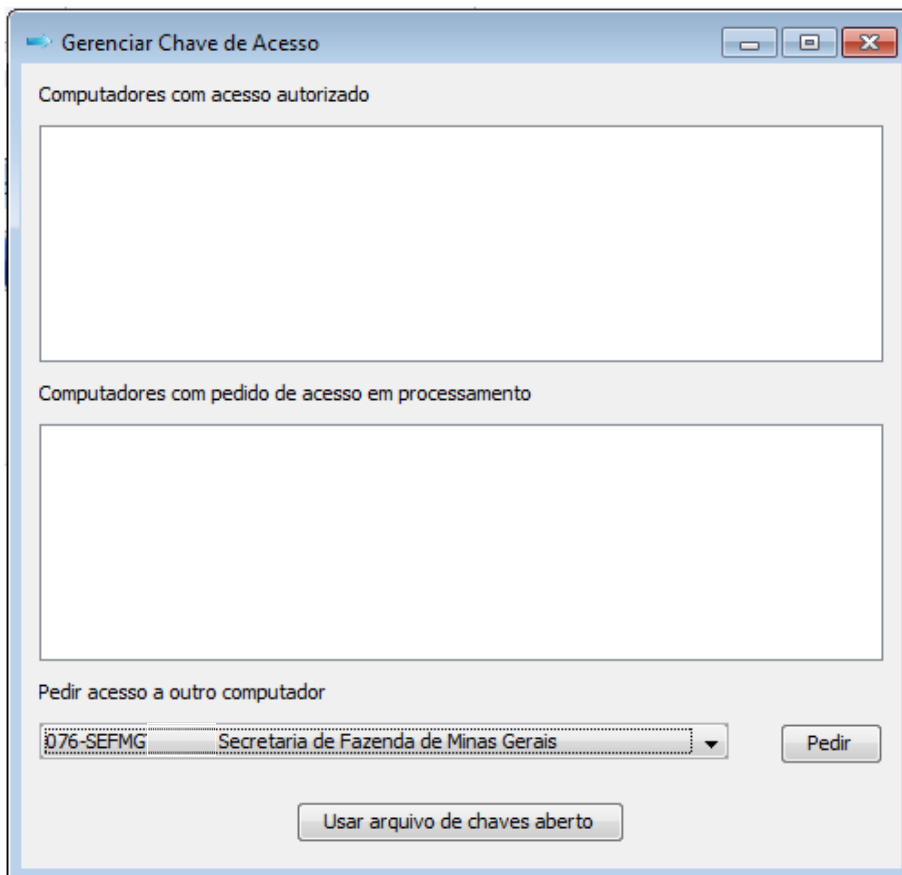 Gerenciar Chave de Acesso
Computadores com acesso autorizado
Computadores com pedido de acesso em processamento
Pedir acesso a outro computador
076-SEFMG Secretaria de Fazenda de Minas Gerais
Pedir
Usar arquivo de chaves aberto